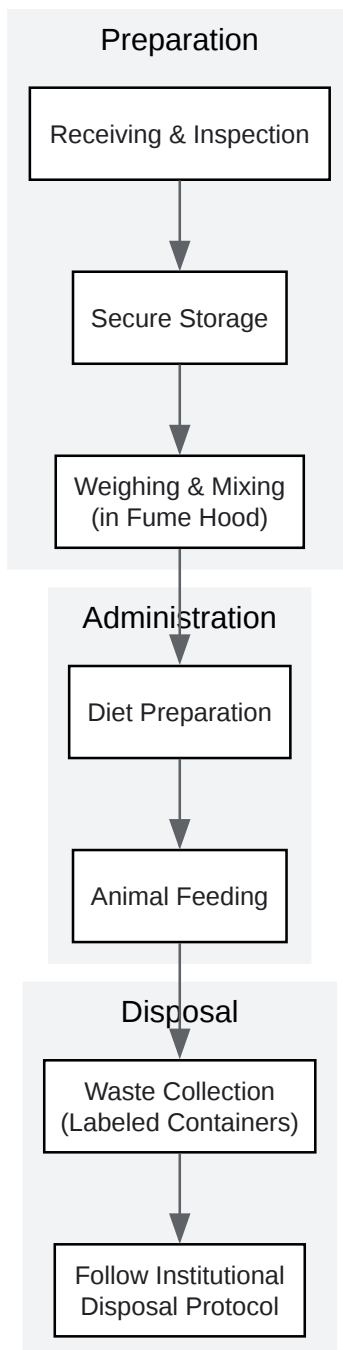 Preparation
Receiving & Inspection
Secure Storage
Weighing & Mixing
(in Fume Hood)
Administration
Diet Preparation
Animal Feeding
Disposal
Waste Collection
(Labeled Containers)
Follow Institutional
Disposal Protocol